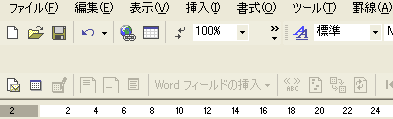 ファイル(F) 編集(E) 表示(V) 挿入(I) 書式(O) ツール(T) 罫線(A)
100% 標準
Word フィールドの挿入 ABC
2 2 4 6 8 10 12 14 16 18 20 22 24